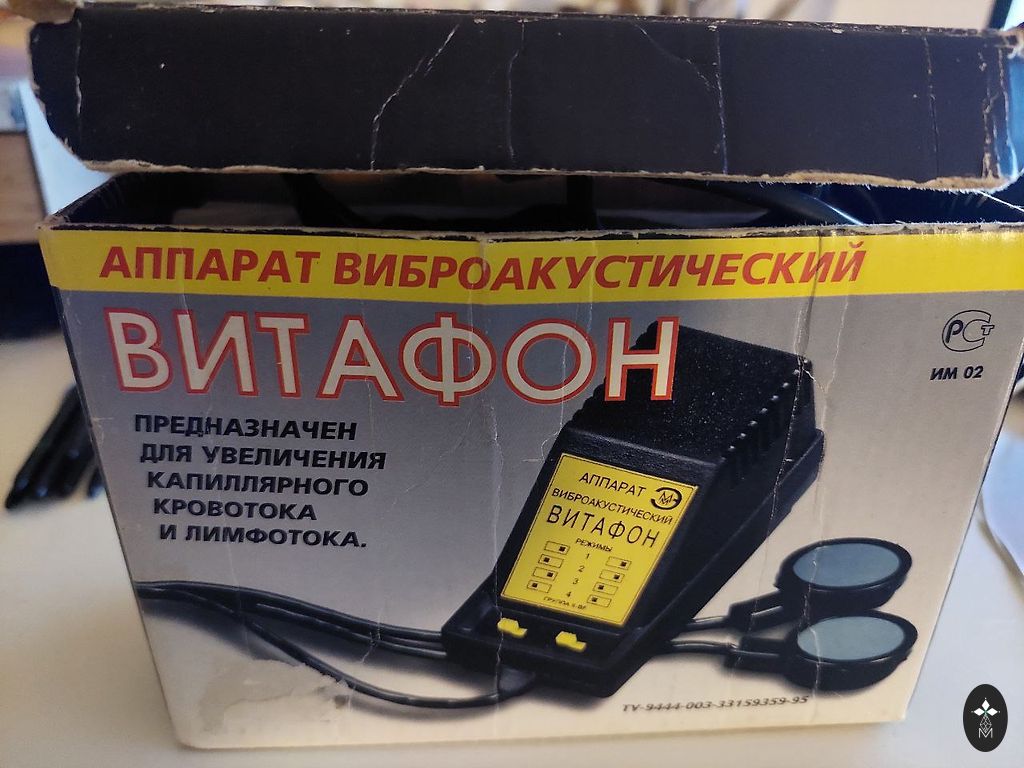 АППАРАТ ВИБРОАКУСТИЧЕСКИЙ
ВИТАФОН
РСТ
ИМ 02
ПРЕДНАЗНАЧЕН
ДЛЯ УВЕЛИЧЕНИЯ
КАПИЛЛЯРНОГО
КРОВОТОКА
И ЛИМФОТОКА.
АППАРАТ
ВИБРОАКУСТИЧЕСКИЙ
ВИТАФОН
РЕЖИМЫ
1
2
3
4
ТУ-9444-003-33159359-95
М